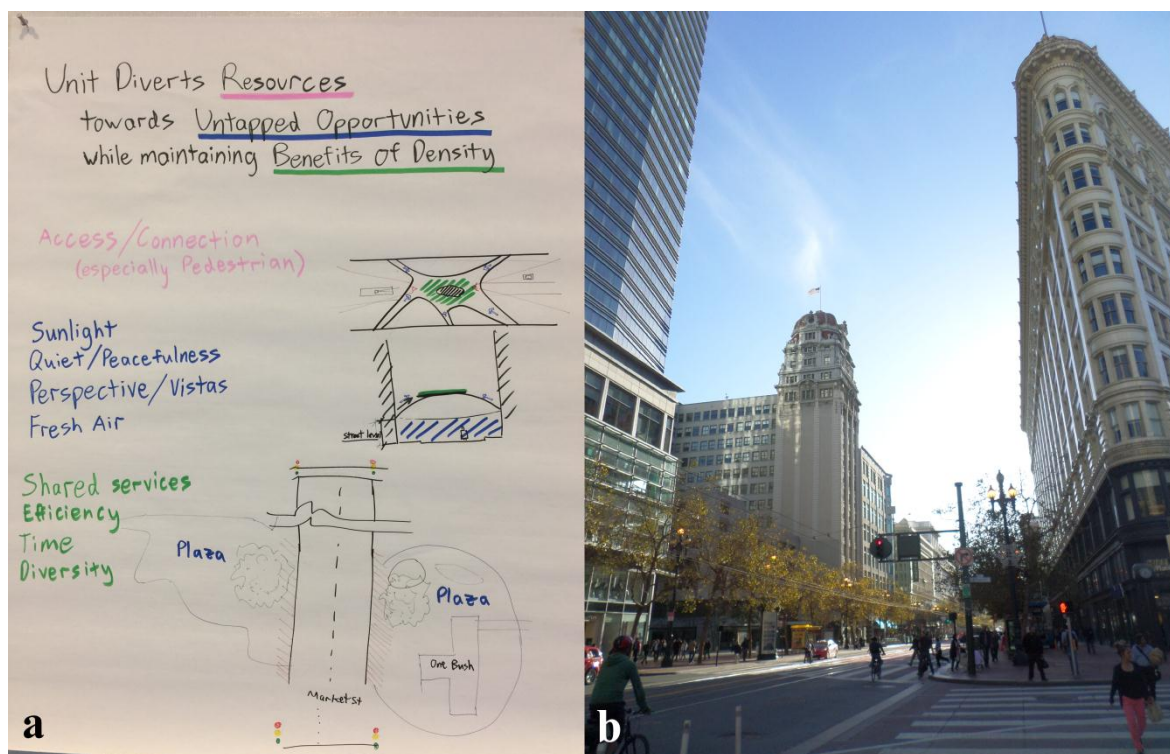 Unit Diverts Resources
towards Untapped Opportunities
while maintaining Benefits of Density
Access/Connection
(especially Pedestrian)
Sunlight
Quiet/Peacefulness
Perspective/Vistas
Fresh Air
street level
Shared services
Efficiency
Time
Diversity
Plaza
Plaza
One Bush
Market St
a
b